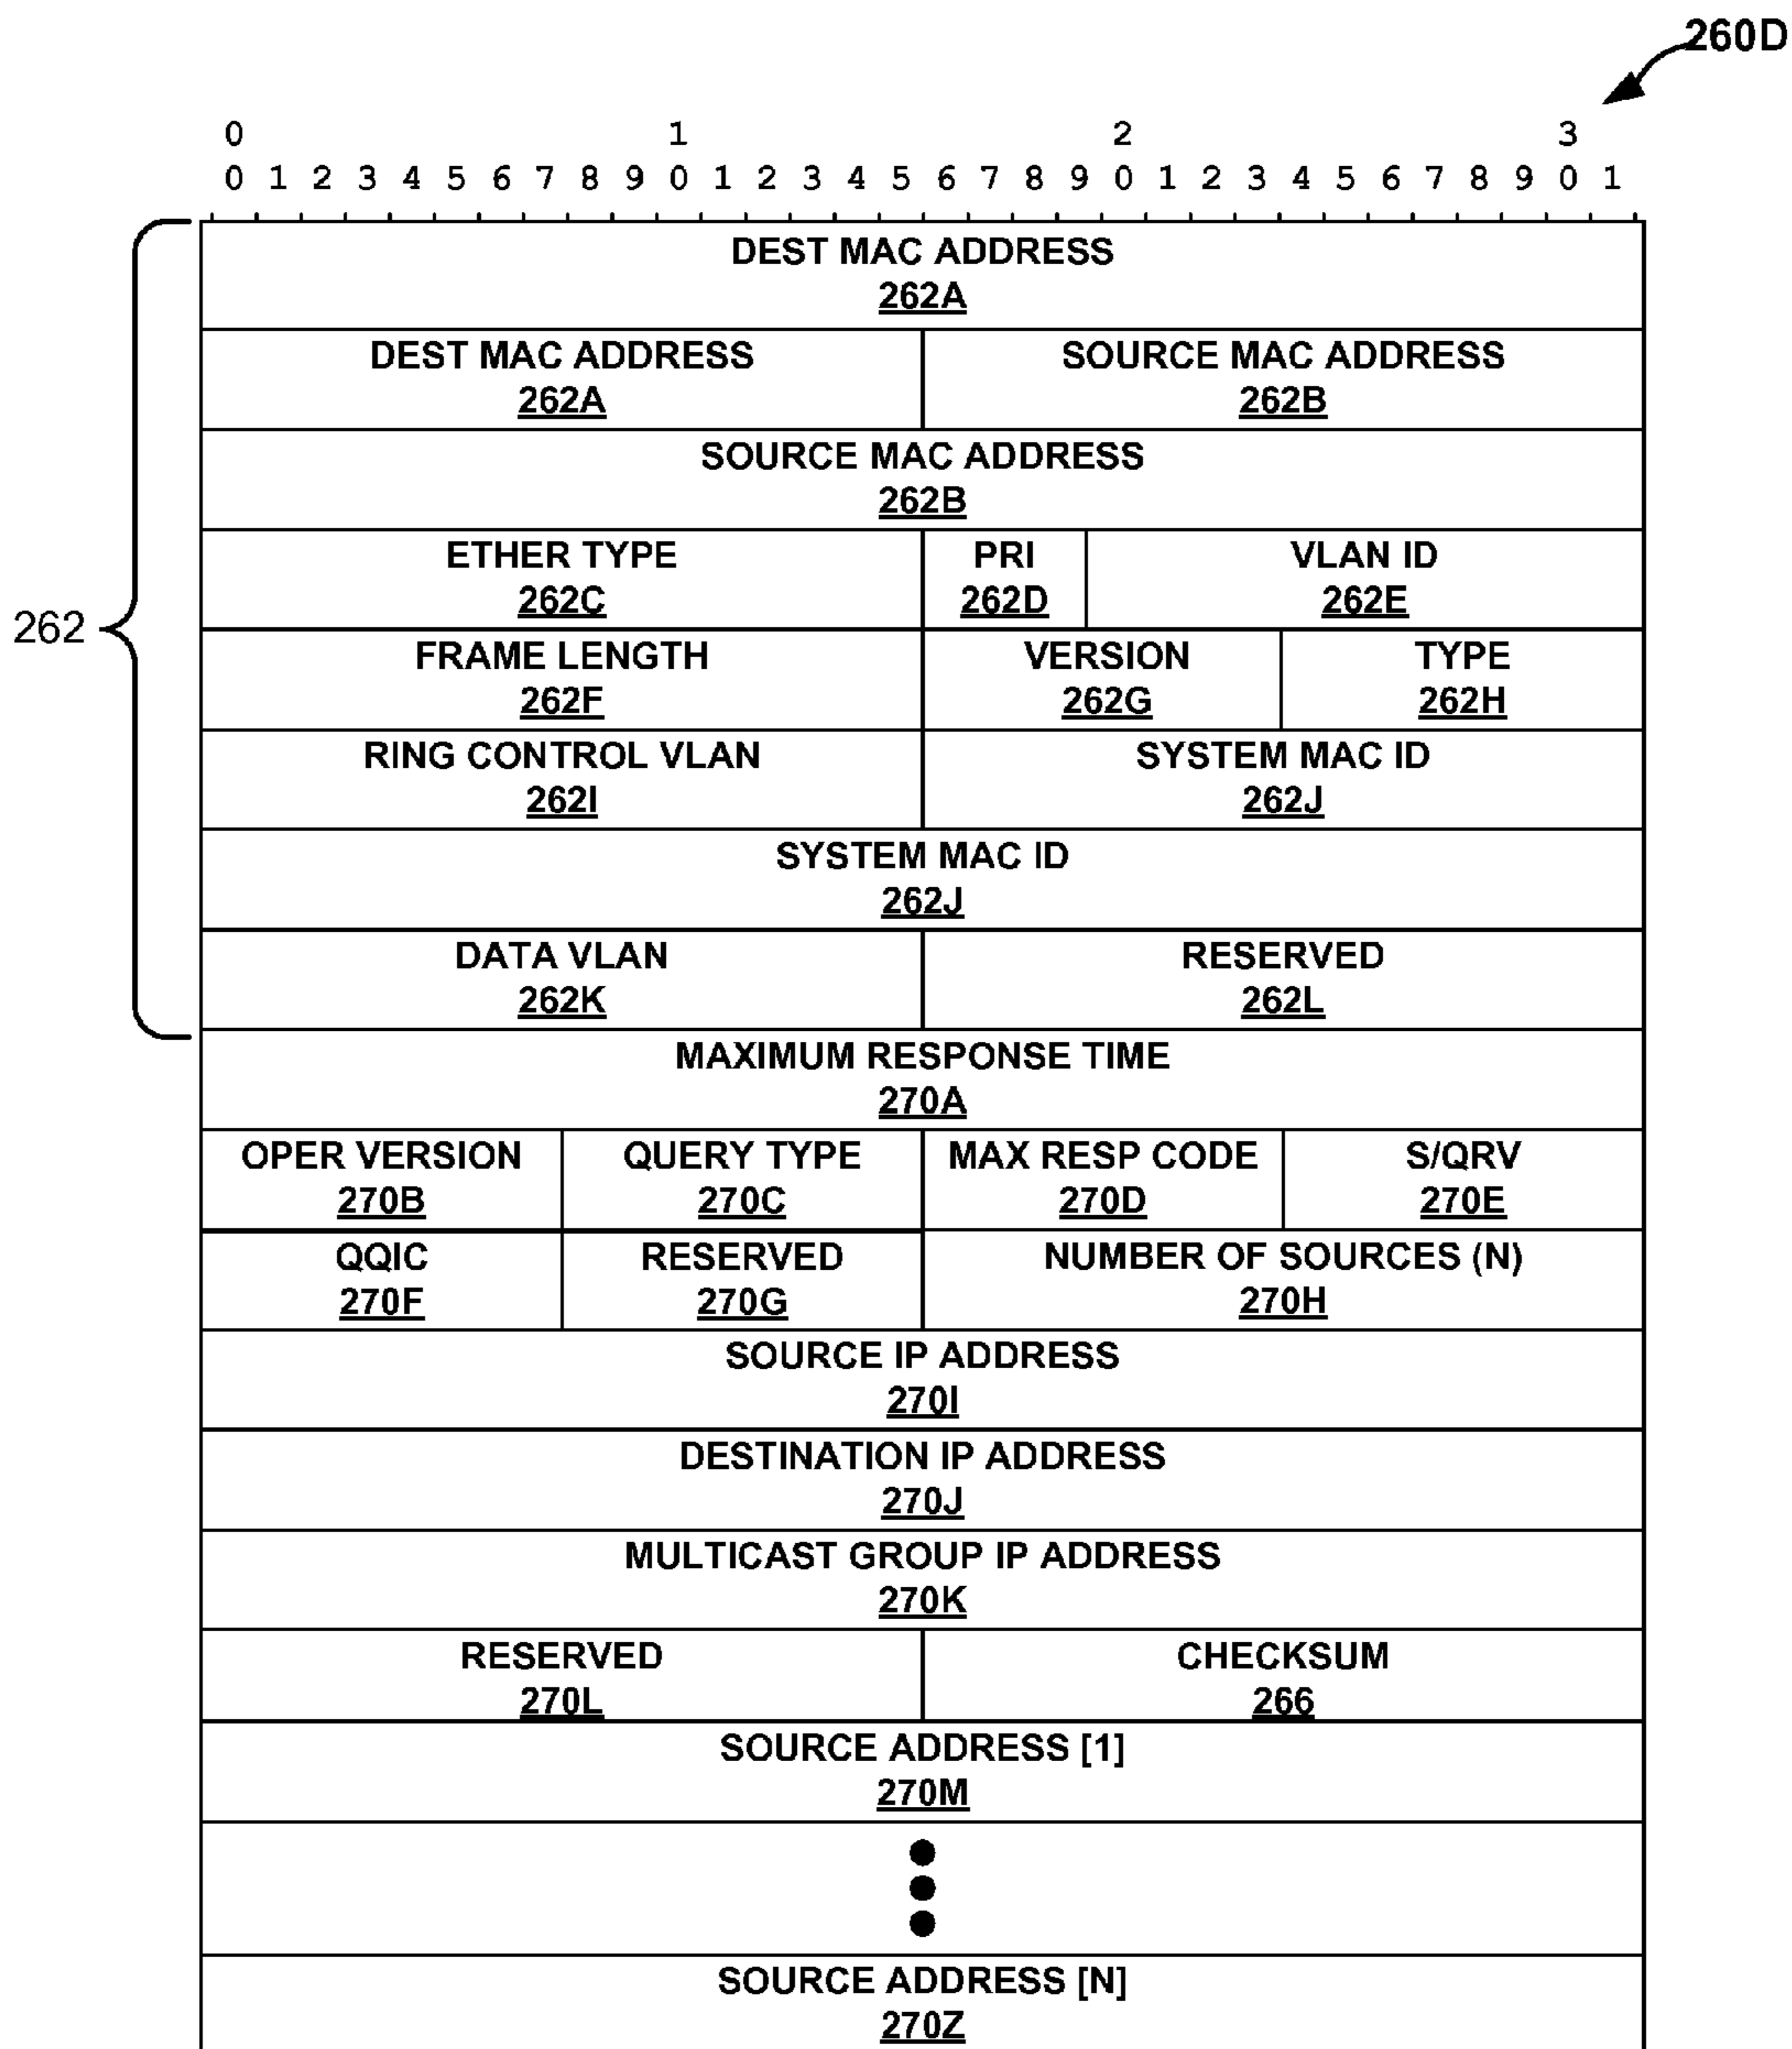 260D
0 1 2 3
0 1 2 3 4 5 6 7 8 9 0 1 2 3 4 5 6 7 8 9 0 1 2 3 4 5 6 7 8 9 0 1
262
DEST MAC ADDRESS
262A
DEST MAC ADDRESS SOURCE MAC ADDRESS
262A 262B
SOURCE MAC ADDRESS
262B
ETHER TYPE PRI VLAN ID
262C 262D 262E
FRAME LENGTH VERSION TYPE
262F 262G 262H
RING CONTROL VLAN SYSTEM MAC ID
262I 262J
SYSTEM MAC ID
262J
DATA VLAN RESERVED
262K 262L
MAXIMUM RESPONSE TIME
270A
OPER VERSION QUERY TYPE MAX RESP CODE S/QRV
270B 270C 270D 270E
QQIC RESERVED NUMBER OF SOURCES (N)
270F 270G 270H
SOURCE IP ADDRESS
270I
DESTINATION IP ADDRESS
270J
MULTICAST GROUP IP ADDRESS
270K
RESERVED CHECKSUM
270L 266
SOURCE ADDRESS [1]
270M
SOURCE ADDRESS [N]
270Z